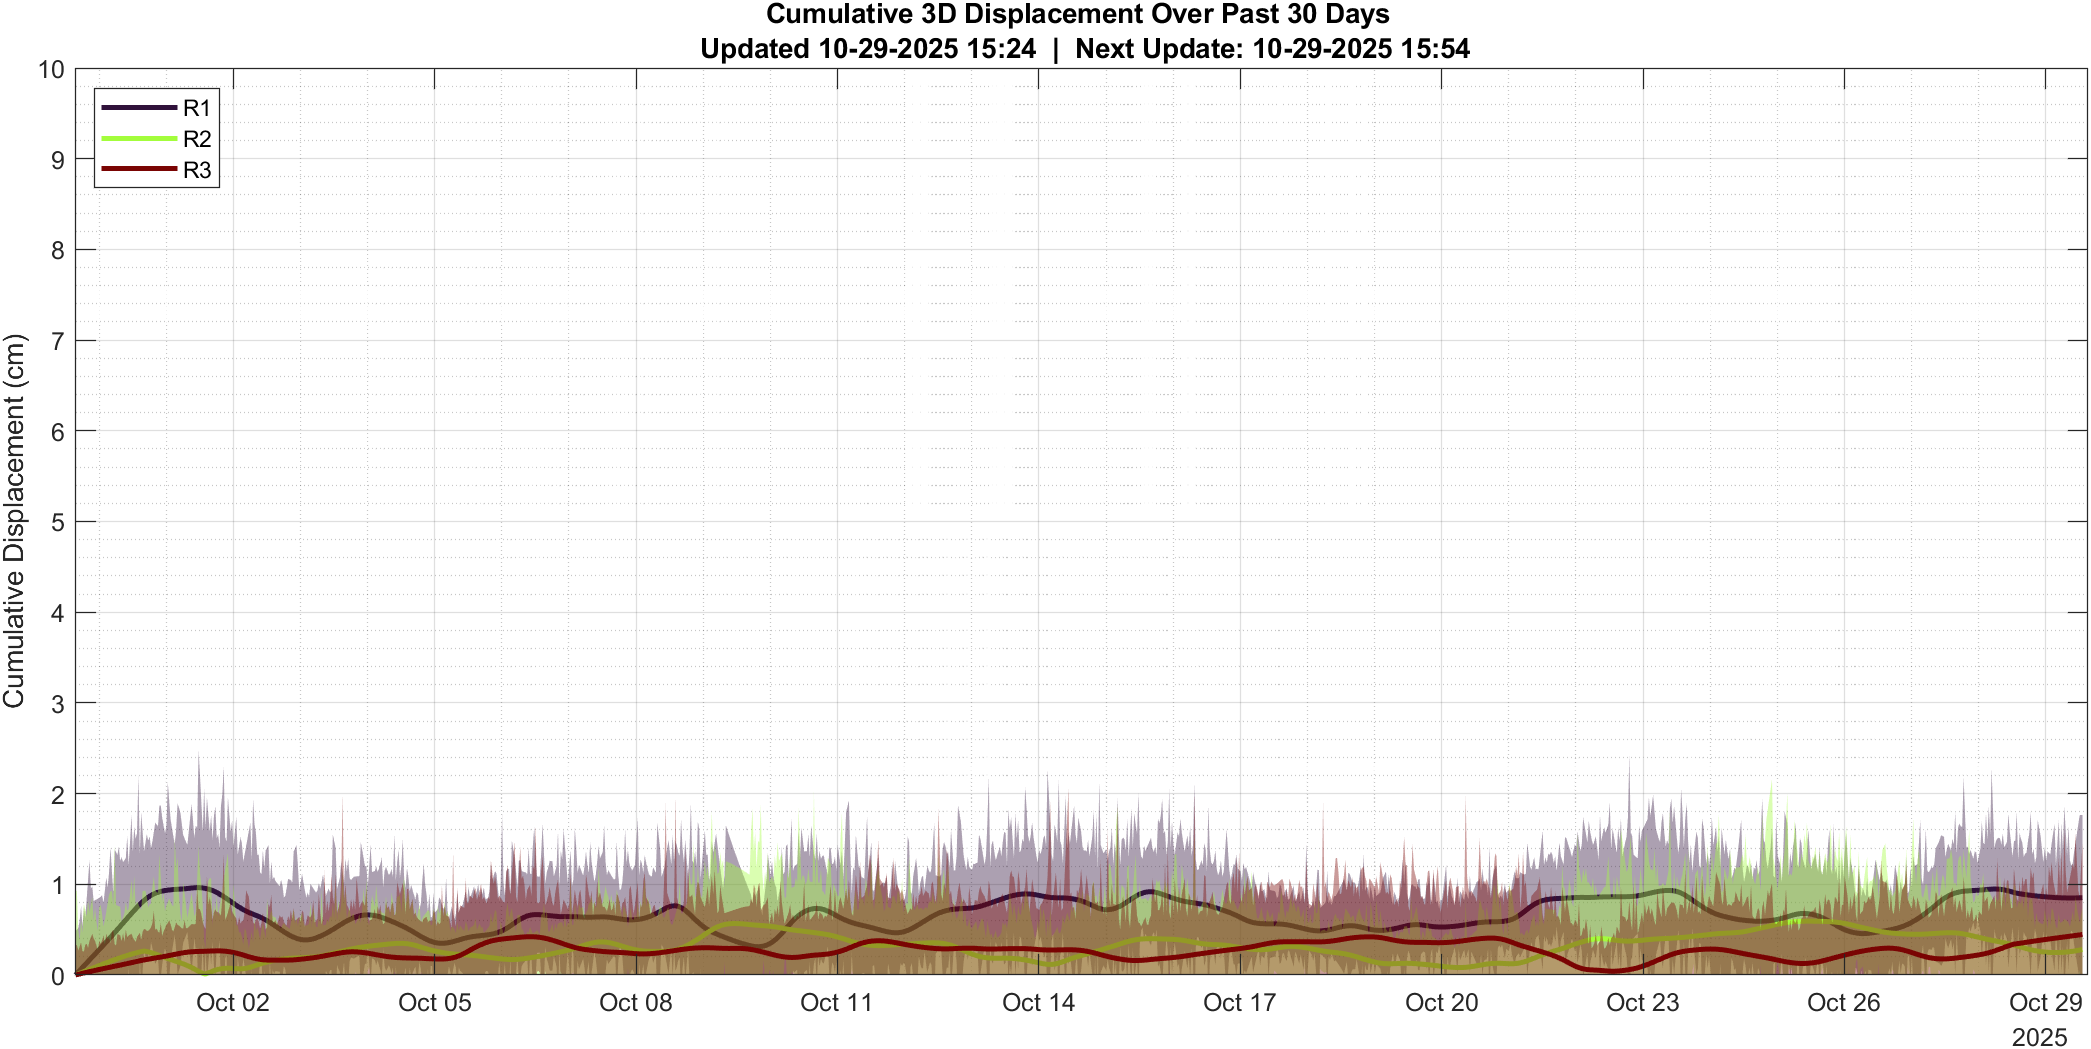 Cumulative 3D Displacement Over Past 30 Days
Updated 10-29-2025 15:24 | Next Update: 10-29-2025 15:54
Cumulative Displacement (cm)
10
9
8
7
6
5
4
3
2
1
0
R1
R2
R3
Oct 02
Oct 05
Oct 08
Oct 11
Oct 14
Oct 17
Oct 20
Oct 23
Oct 26
Oct 29
2025